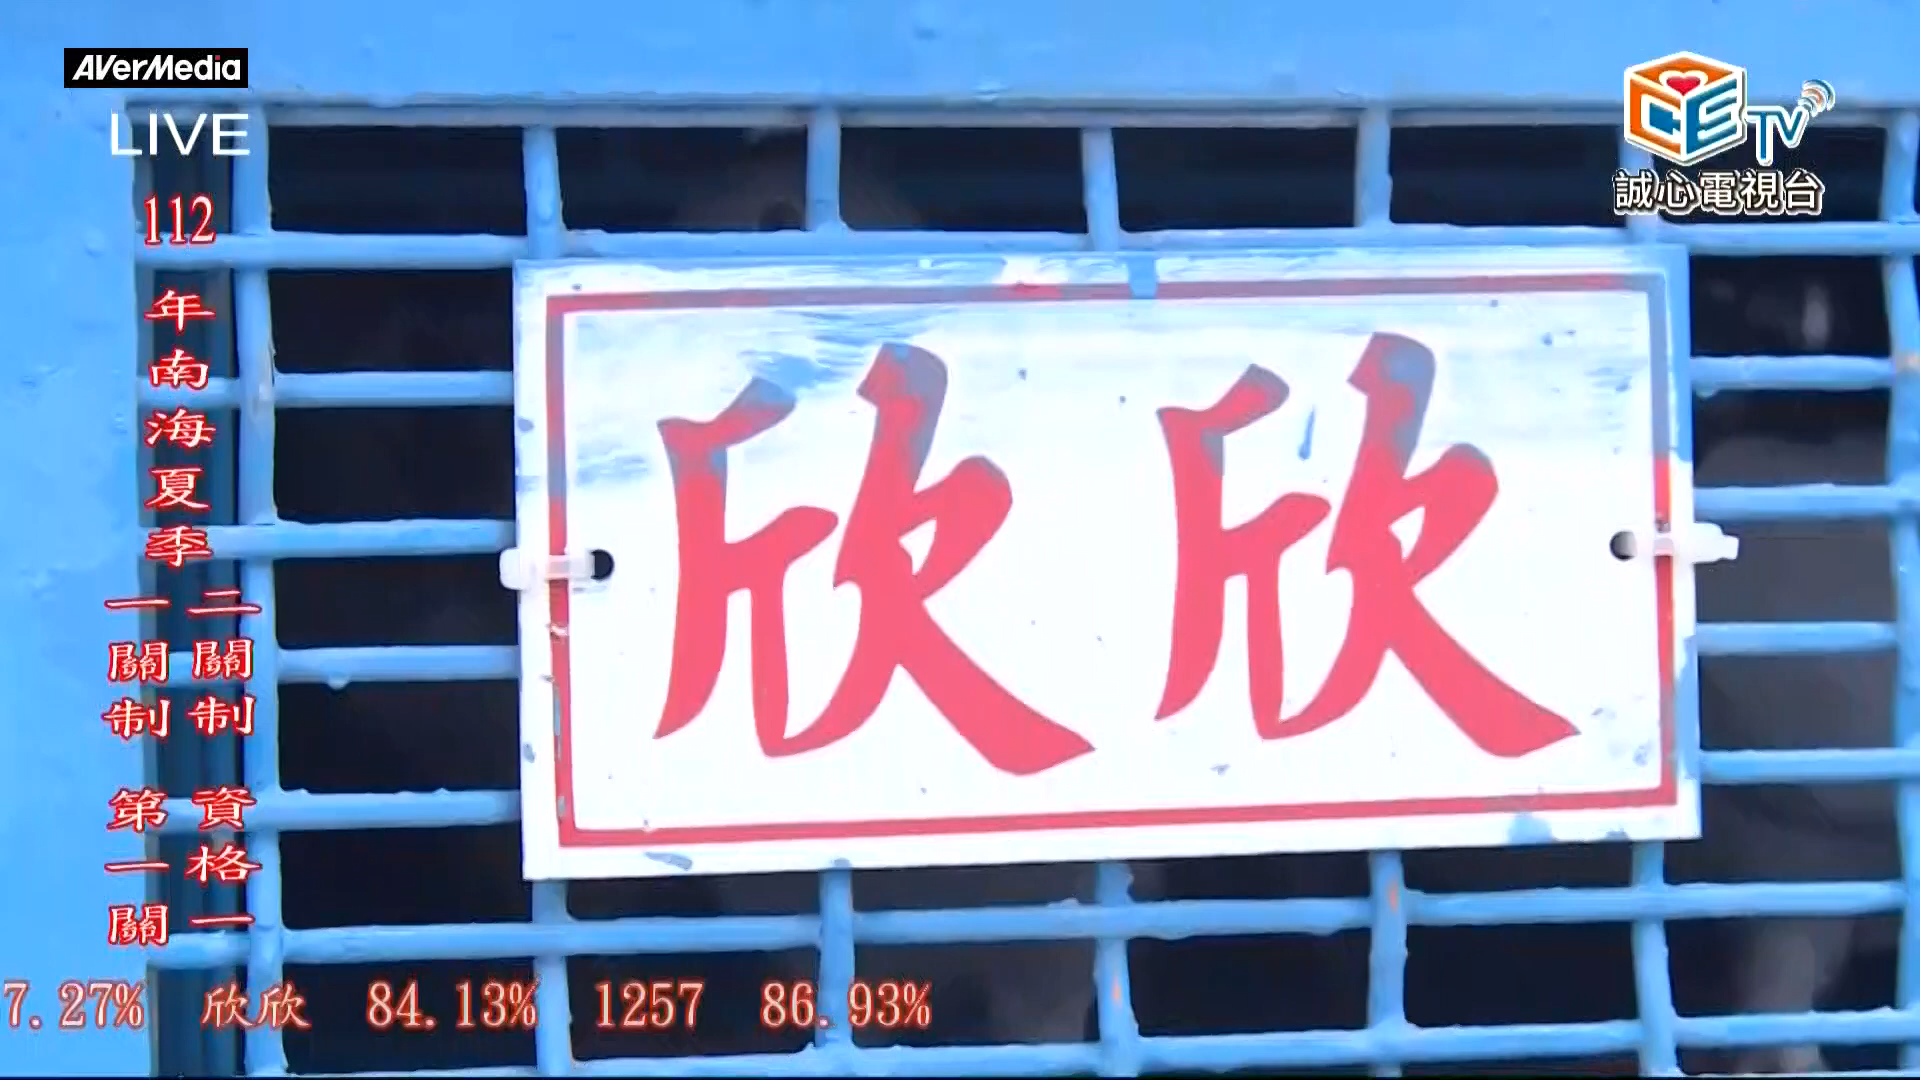 AVerMedia
LIVE
CSTV
誠心電視台
112
年南海夏季
二關制 資格一
一關制 第一關
欣欣
7.27% 欣欣 84.13% 1257 86.93%